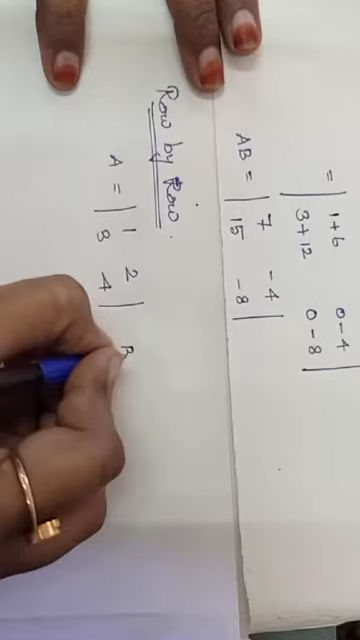 = | 1+6   0-4 |
3+12   0-8
AB = | 7   -4 |
15   -8
Row by Row.
A = | 1   2 | B
3   4